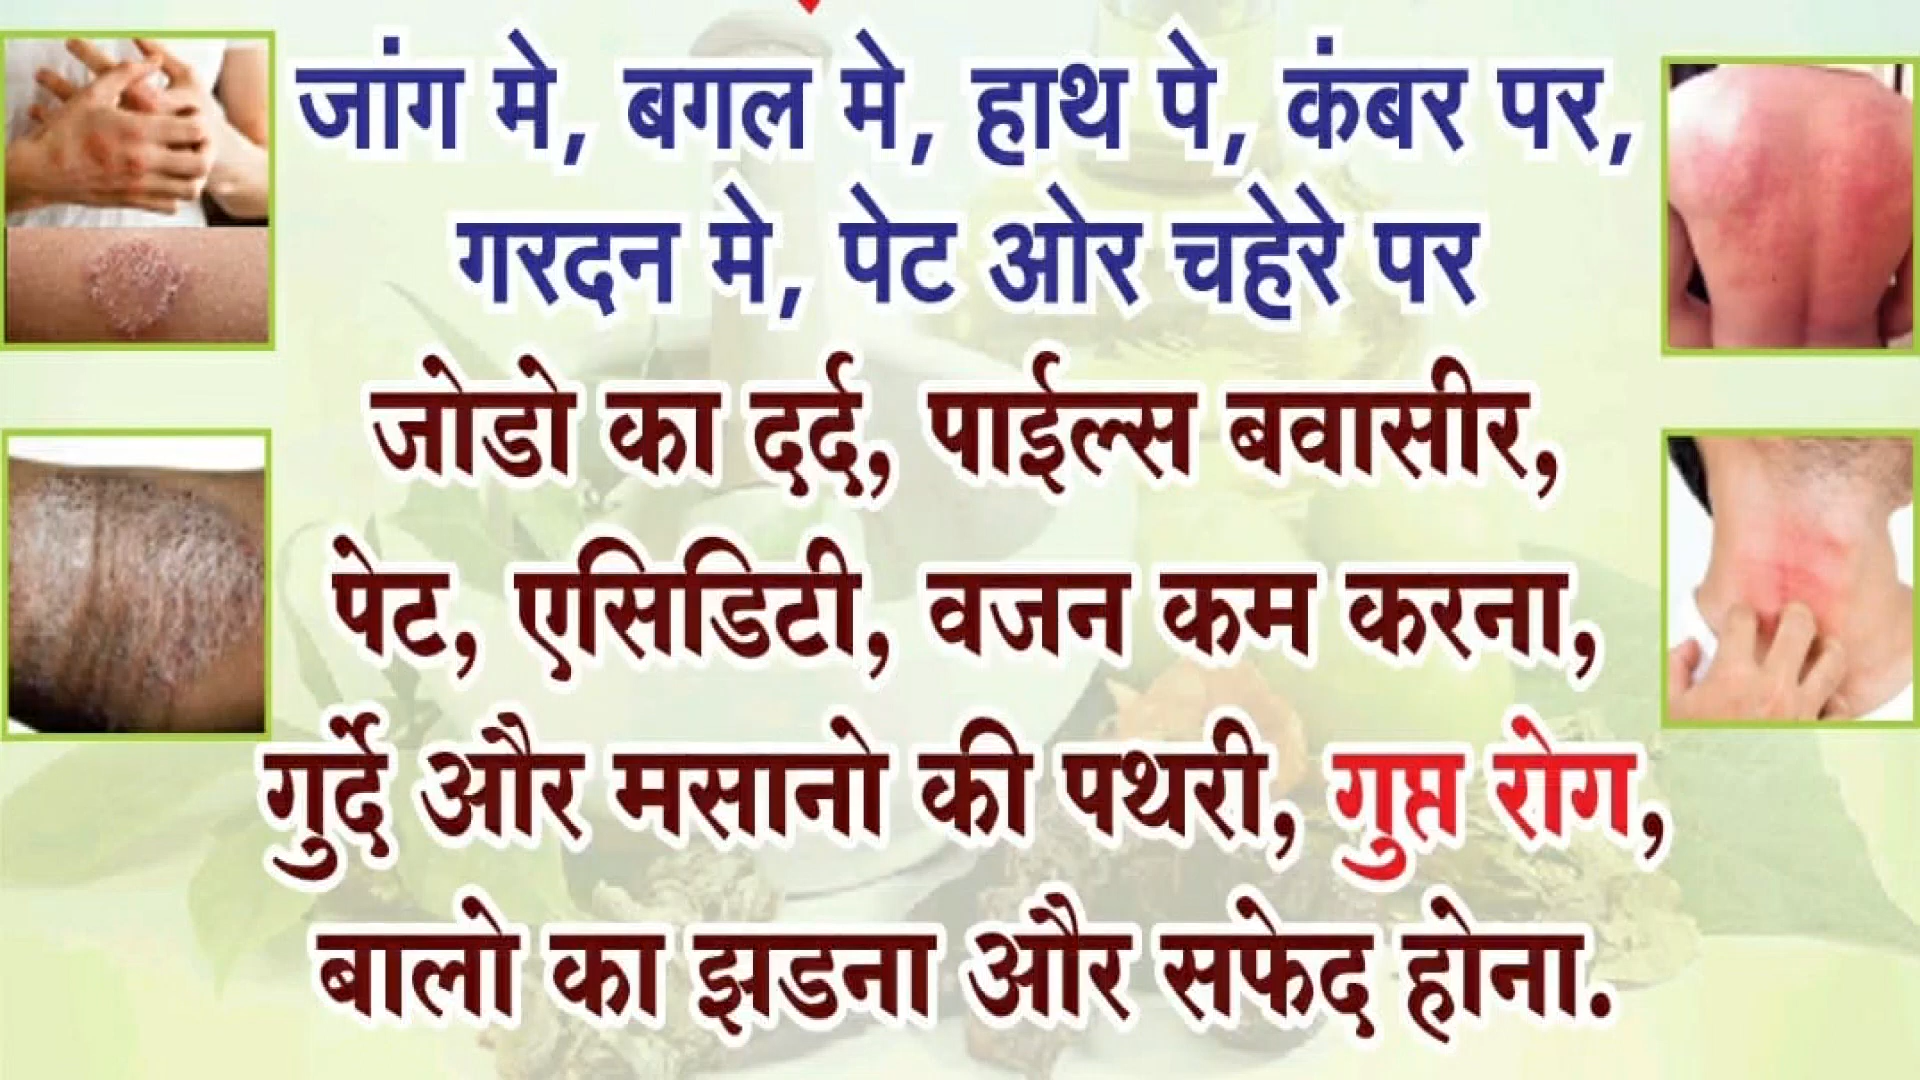 जांग मे, बगल मे, हाथ पे, कंबर पर,
गरदन मे, पेट ओर चहेरे पर
जोडो का दर्द, पाईल्स बवासीर,
पेट, एसिडिटी, वजन कम करना,
गुर्दे और मसानो की पथरी, गुप्त रोग,
बालो का झडना और सफेद होना.